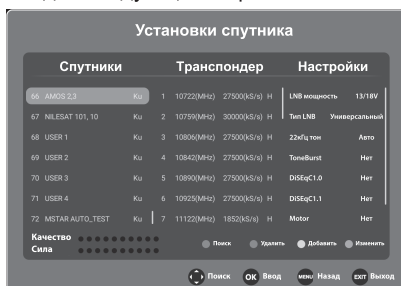 Установки спутника
Спутники Транспондер Настройки
66 AMOS 2,3 Ku 1 10722(MHz) 27500(kS/s) H LNB мощность 13/18V
67 NILESAT 101, 10 Ku 2 10759(MHz) 30000(kS/s) H Тип LNB Универсальный
68 USER 1 Ku 3 10806(MHz) 27500(kS/s) H 22кГц тон Авто
69 USER 2 Ku 4 10842(MHz) 27500(kS/s) H ToneBurst Нет
70 USER 3 Ku 5 10890(MHz) 27500(kS/s) H DiSEqC1.0 Нет
71 USER 4 Ku 6 10925(MHz) 27500(kS/s) H DiSEqC1.1 Нет
72 MSTAR AUTO_TEST Ku 7 11122(MHz) 1852(kS/s) H Motor Нет
Качество
Сила
Поиск Удалить Добавить Изменить
Поиск OK Ввод MENU Назад EXIT Выход